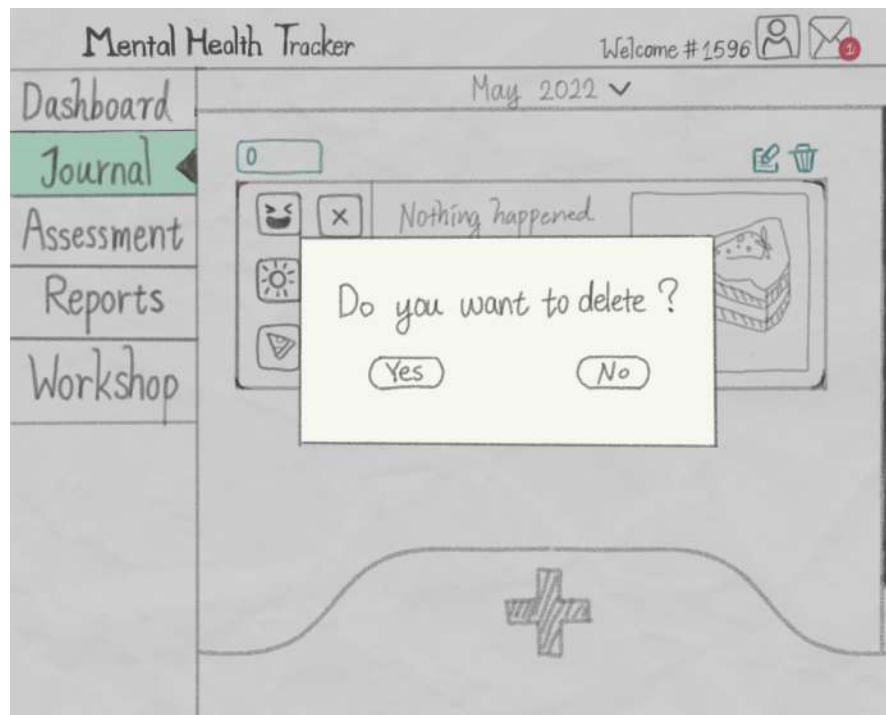 Mental Health Tracker
Welcome #1596
1
Dashboard
Journal
Assessment
Reports
Workshop
May 2022
0
Nothing happened
Do you want to delete?
Yes
No